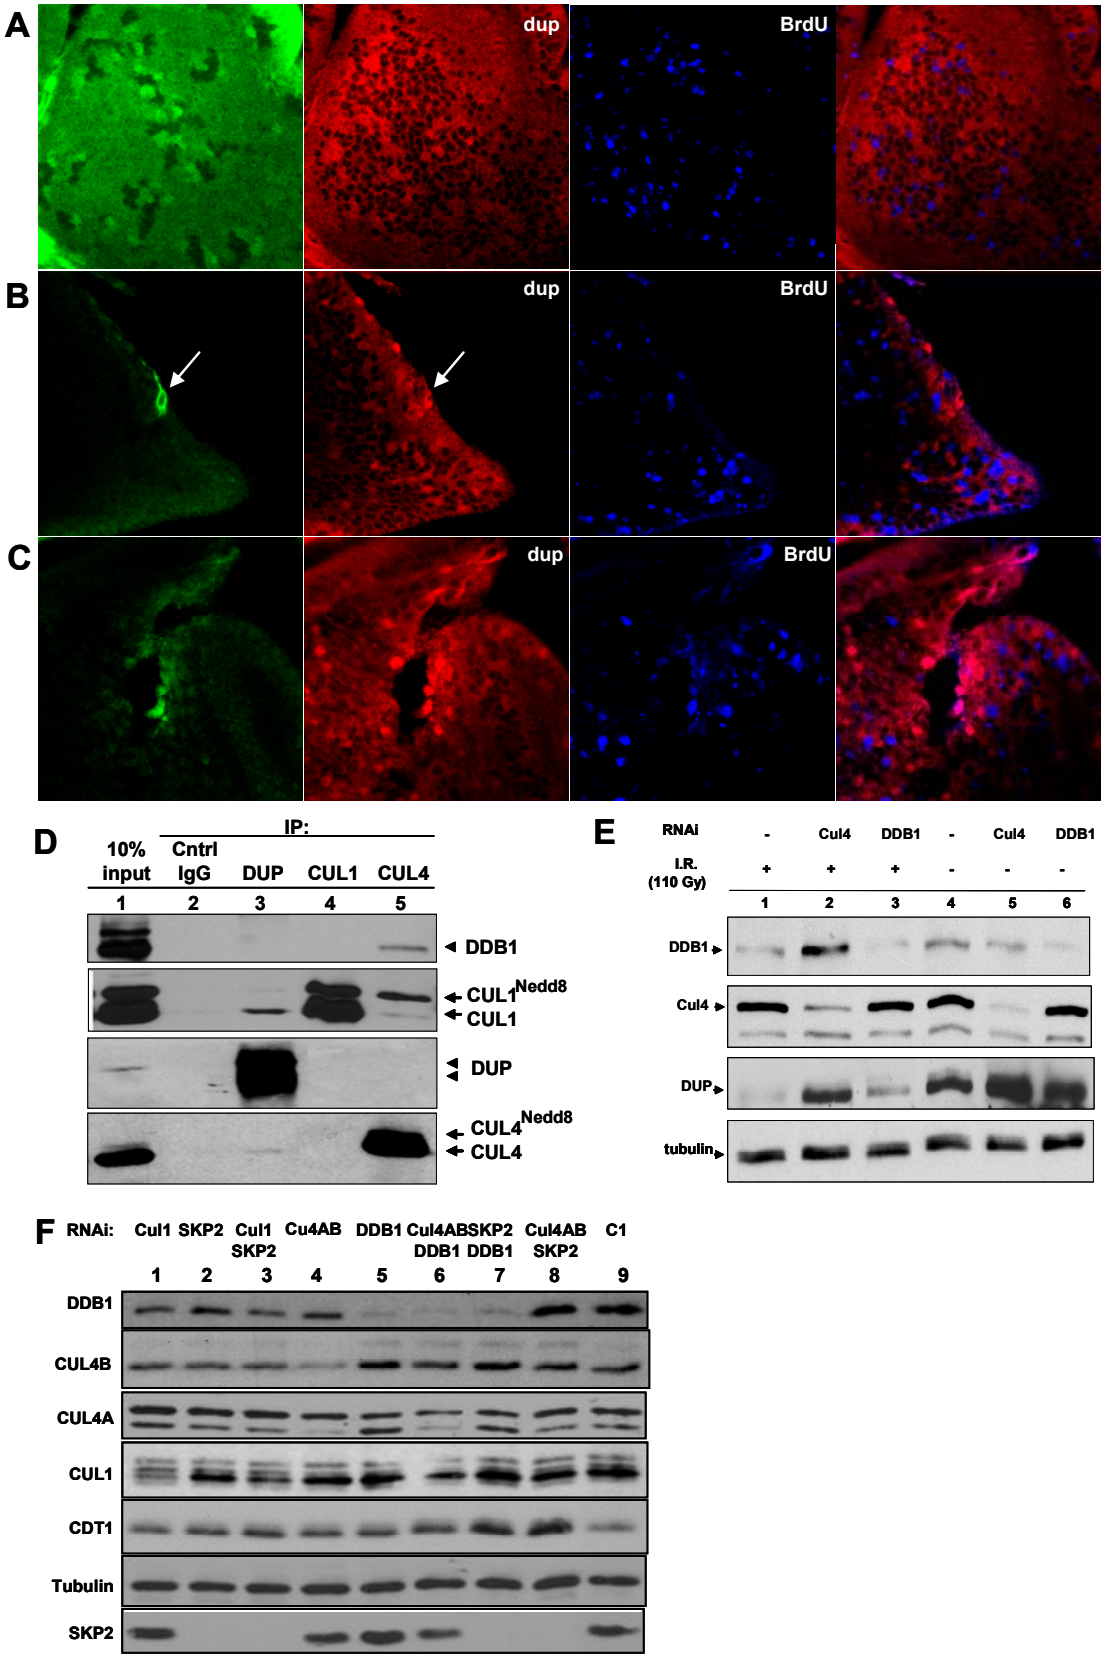 A
dup
BrdU
B
dup
BrdU
C
dup
BrdU
D
IP:
10%
input
Cntrl
IgG
DUP
CUL1
CUL4
1
2
3
4
5
DDB1
CUL1Nedd8
CUL1
DUP
CUL4Nedd8
CUL4
E
RNAi
-
Cul4
DDB1
-
Cul4
DDB1
I.R.
(110 Gy)
+
+
+
-
-
-
1
2
3
4
5
6
DDB1
Cul4
DUP
tubulin
F
RNAi:
Cul1
SKP2
Cul1
SKP2
Cu4AB
DDB1
Cul4AB
DDB1
SKP2
DDB1
Cul4AB
SKP2
C1
1
2
3
4
5
6
7
8
9
DDB1
CUL4B
CUL4A
CUL1
CDT1
Tubulin
SKP2